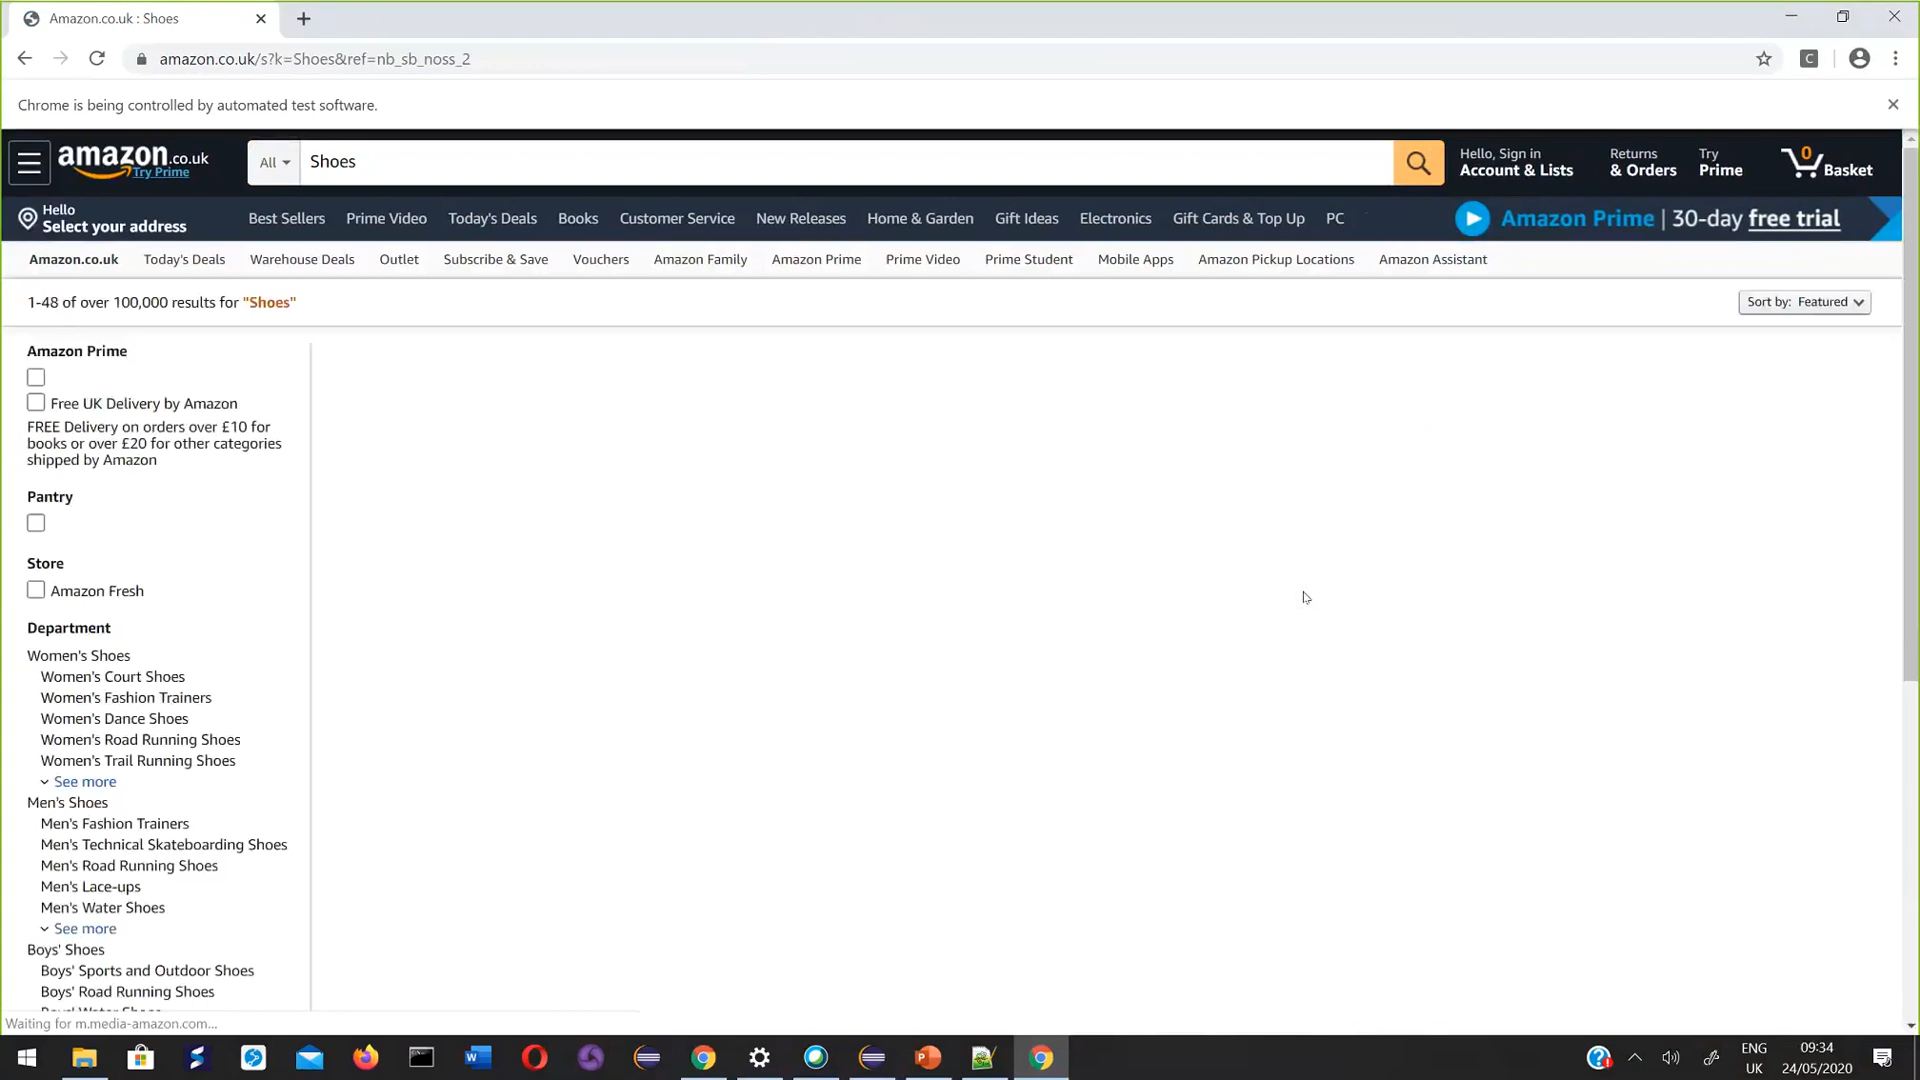 Amazon.co.uk : Shoes
amazon.co.uk/s?k=Shoes&ref=nb_sb_noss_2
C
Chrome is being controlled by automated test software.
amazon.co.uk
Try Prime
All
Shoes
Hello, Sign in
Account & Lists
Returns
& Orders
Try
Prime
0
Basket
Hello
Select your address
Best Sellers Prime Video Today's Deals Books Customer Service New Releases Home & Garden Gift Ideas Electronics Gift Cards & Top Up PC
Amazon Prime | 30-day free trial
Amazon.co.uk Today's Deals Warehouse Deals Outlet Subscribe & Save Vouchers Amazon Family Amazon Prime Prime Video Prime Student Mobile Apps Amazon Pickup Locations Amazon Assistant
1-48 of over 100,000 results for "Shoes"
Sort by: Featured
Amazon Prime
Free UK Delivery by Amazon
FREE Delivery on orders over £10 for
books or over £20 for other categories
shipped by Amazon
Pantry
Store
Amazon Fresh
Department
Women's Shoes
Women's Court Shoes
Women's Fashion Trainers
Women's Dance Shoes
Women's Road Running Shoes
Women's Trail Running Shoes
See more
Men's Shoes
Men's Fashion Trainers
Men's Technical Skateboarding Shoes
Men's Road Running Shoes
Men's Lace-ups
Men's Water Shoes
See more
Boys' Shoes
Boys' Sports and Outdoor Shoes
Boys' Road Running Shoes
Waiting for m.media-amazon.com...
ENG
UK
09:34
24/05/2020